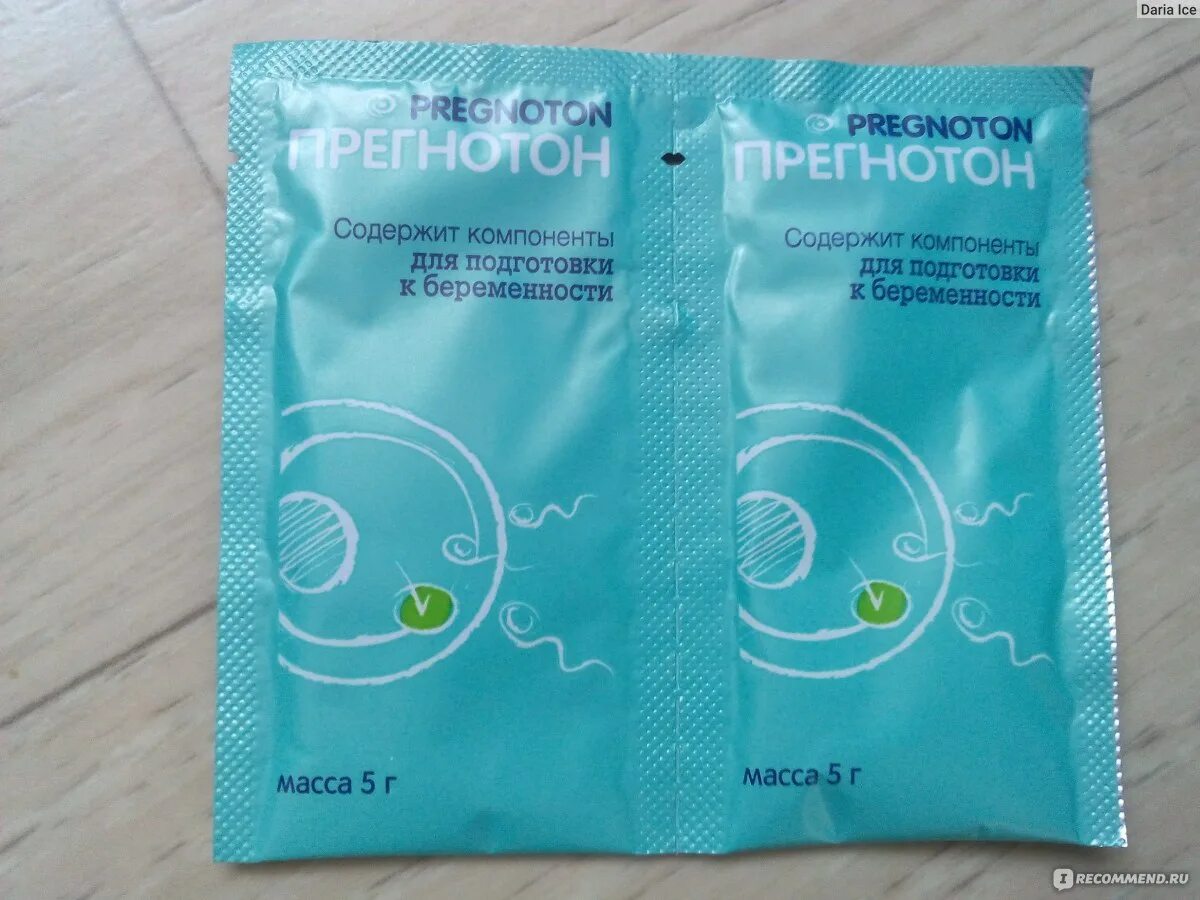 Daria Ice
PREGNOTON
ПРЕГНОТОН
Содержит компоненты
для подготовки
к беременности
масса 5 г
PREGNOTON
ПРЕГНОТОН
Содержит компоненты
для подготовки
к беременности
масса 5 г
IRECOMMEND.RU